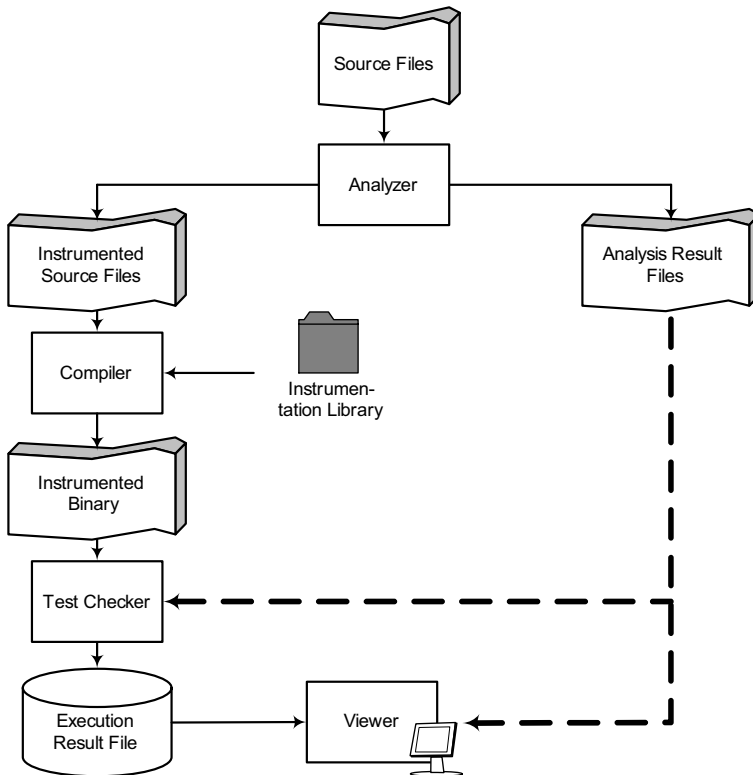 Source Files
Analyzer
Instrumented
Source Files
Analysis Result
Files
Compiler
Instrumen-
tation Library
Instrumented
Binary
Test Checker
Execution
Result File
Viewer